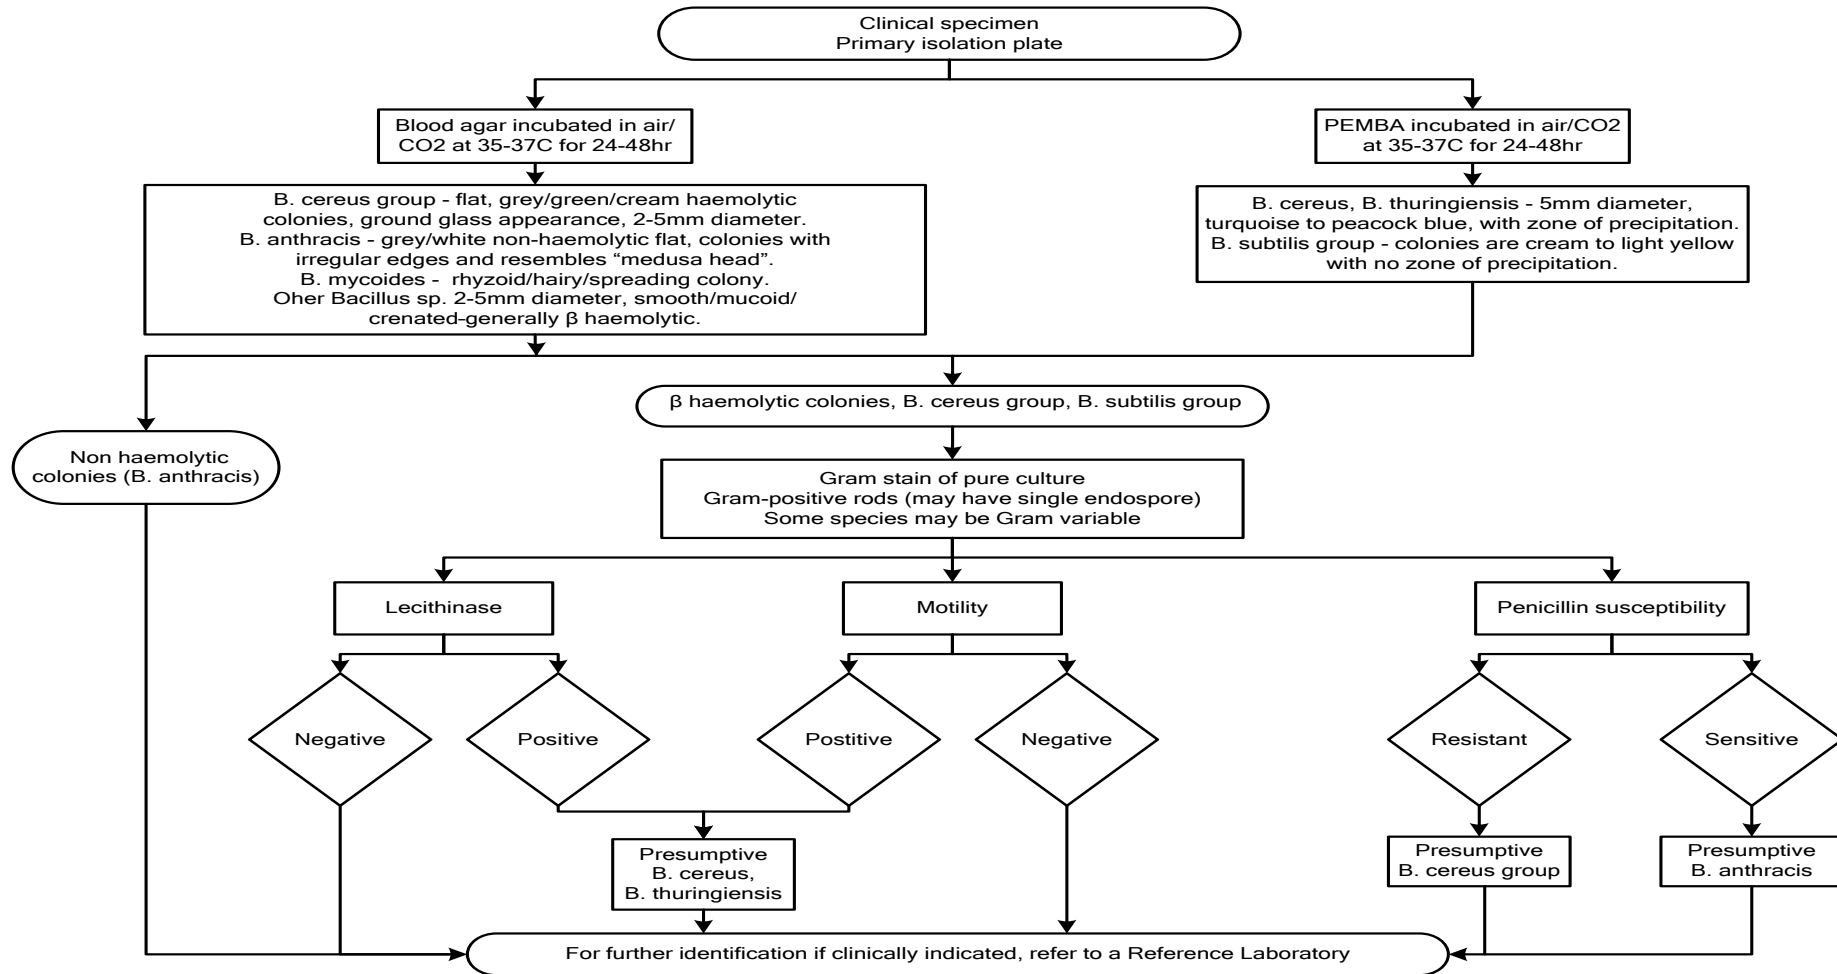 Clinical specimen
Primary isolation plate
Blood agar incubated in air/
CO2 at 35-37C for 24-48hr
PEMBA incubated in air/CO2
at 35-37C for 24-48hr
B. cereus group - flat, grey/green/cream haemolytic
colonies, ground glass appearance, 2-5mm diameter.
B. anthracis - grey/white non-haemolytic flat, colonies with
irregular edges and resembles “medusa head”.
B. mycoides -  rhyzoid/hairy/spreading colony.
Oher Bacillus sp. 2-5mm diameter, smooth/mucoid/
crenated-generally β haemolytic.
B. cereus, B. thuringiensis - 5mm diameter,
turquoise to peacock blue, with zone of precipitation.
B. subtilis group - colonies are cream to light yellow
with no zone of precipitation.
β haemolytic colonies, B. cereus group, B. subtilis group
Non haemolytic
colonies (B. anthracis)
Gram stain of pure culture
Gram-positive rods (may have single endospore)
Some species may be Gram variable
Lecithinase
Motility
Penicillin susceptibility
Negative
Positive
Postitive
Negative
Resistant
Sensitive
Presumptive
B. cereus,
B. thuringiensis
Presumptive
B. cereus group
Presumptive
B. anthracis
For further identification if clinically indicated, refer to a Reference Laboratory